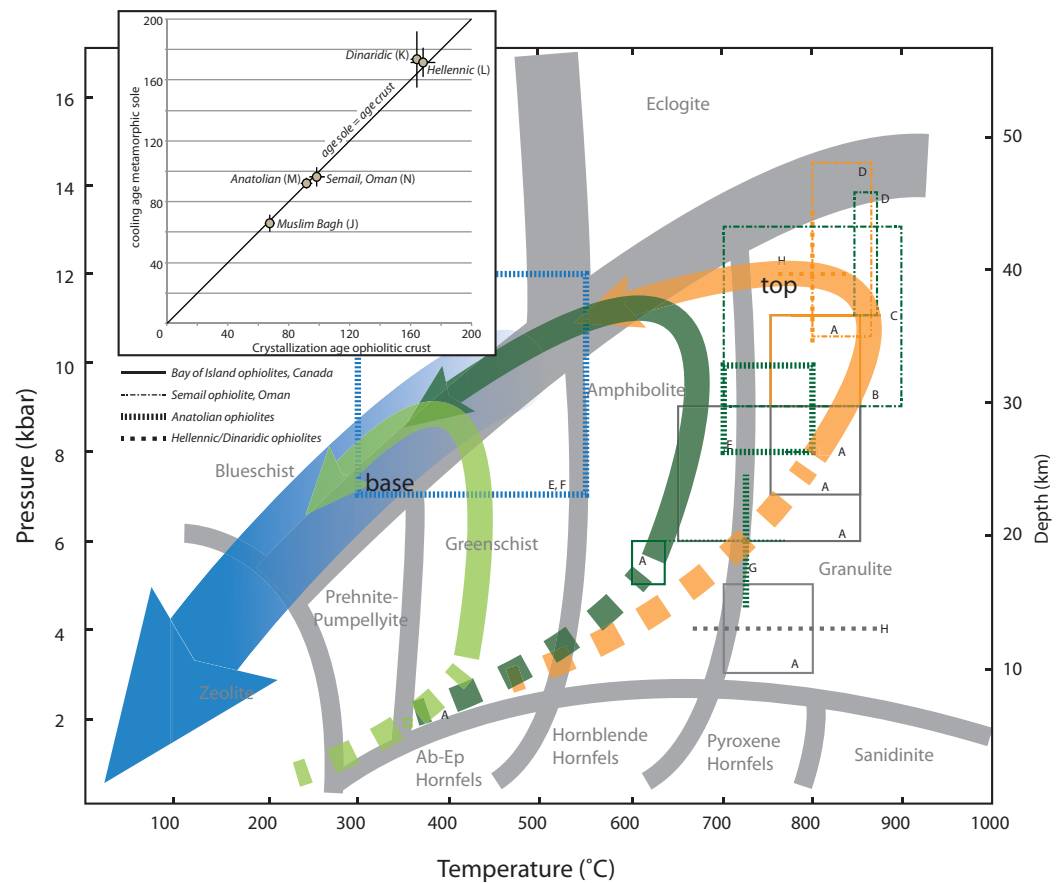 200
160
120
80
40
0
0
40
80
120
160
200
cooling age metamorphic sole
Crystallization age ophiolitic crust
age sole = age crust
Dinaridic (K)
Hellennic (L)
Anatolian (M)
Semail, Oman (N)
Muslim Bagh (J)
Bay of Island ophiolites, Canada
Semail ophiolite, Oman
Anatolian ophiolites
Hellennic/Dinaridic ophiolites
Pressure (kbar)
16
14
12
10
8
6
4
2
Eclogite
D
D
H
top
A
C
B
Amphibolite
E
A
A
A
Blueschist
base
E, F
Greenschist
A
G
Granulite
Prehnite-
Pumpellyite
H
A
Zeolite
A
Ab-Ep
Hornfels
Hornblende
Hornfels
Pyroxene
Hornfels
Sanidinite
50
40
30
20
10
Depth (km)
100
200
300
400
500
600
700
800
900
1000
Temperature (˚C)